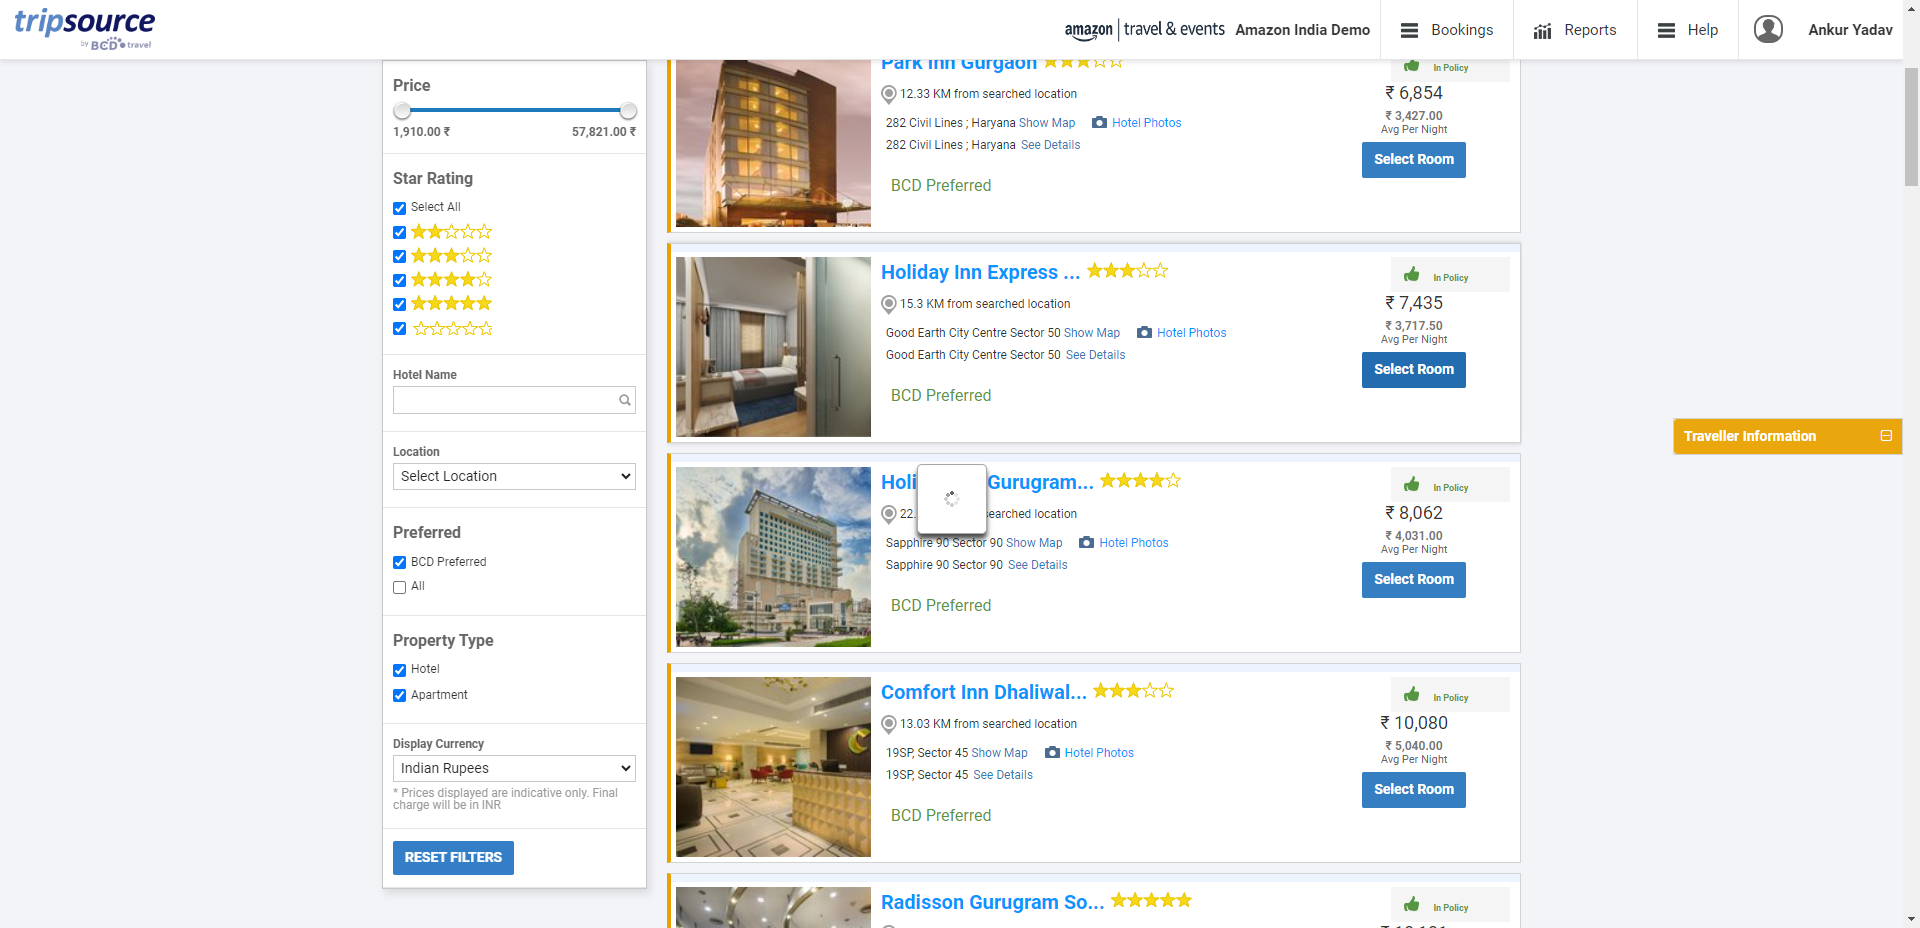 tripsource
by BCD travel
amazon travel & events
Amazon India Demo
Bookings
Reports
Help
Ankur Yadav
Price
1,910.00 ₹
57,821.00 ₹
Star Rating
Select All
Hotel Name
Location
Select Location
Preferred
BCD Preferred
All
Property Type
Hotel
Apartment
Display Currency
Indian Rupees
* Prices displayed are indicative only. Final
charge will be in INR
RESET FILTERS
Park Inn Gurgaon
12.33 KM from searched location
282 Civil Lines ; Haryana Show Map Hotel Photos
282 Civil Lines ; Haryana See Details
BCD Preferred
In Policy
₹ 6,854
₹ 3,427.00
Avg Per Night
Select Room
Holiday Inn Express ...
15.3 KM from searched location
Good Earth City Centre Sector 50 Show Map Hotel Photos
Good Earth City Centre Sector 50 See Details
BCD Preferred
In Policy
₹ 7,435
₹ 3,717.50
Avg Per Night
Select Room
Gurugram...
searched location
Sapphire 90 Sector 90 Show Map Hotel Photos
Sapphire 90 Sector 90 See Details
BCD Preferred
In Policy
₹ 8,062
₹ 4,031.00
Avg Per Night
Select Room
Comfort Inn Dhaliwal...
13.03 KM from searched location
19SP, Sector 45 Show Map Hotel Photos
19SP, Sector 45 See Details
BCD Preferred
In Policy
₹ 10,080
₹ 5,040.00
Avg Per Night
Select Room
Radisson Gurugram So...
In Policy
Traveller Information